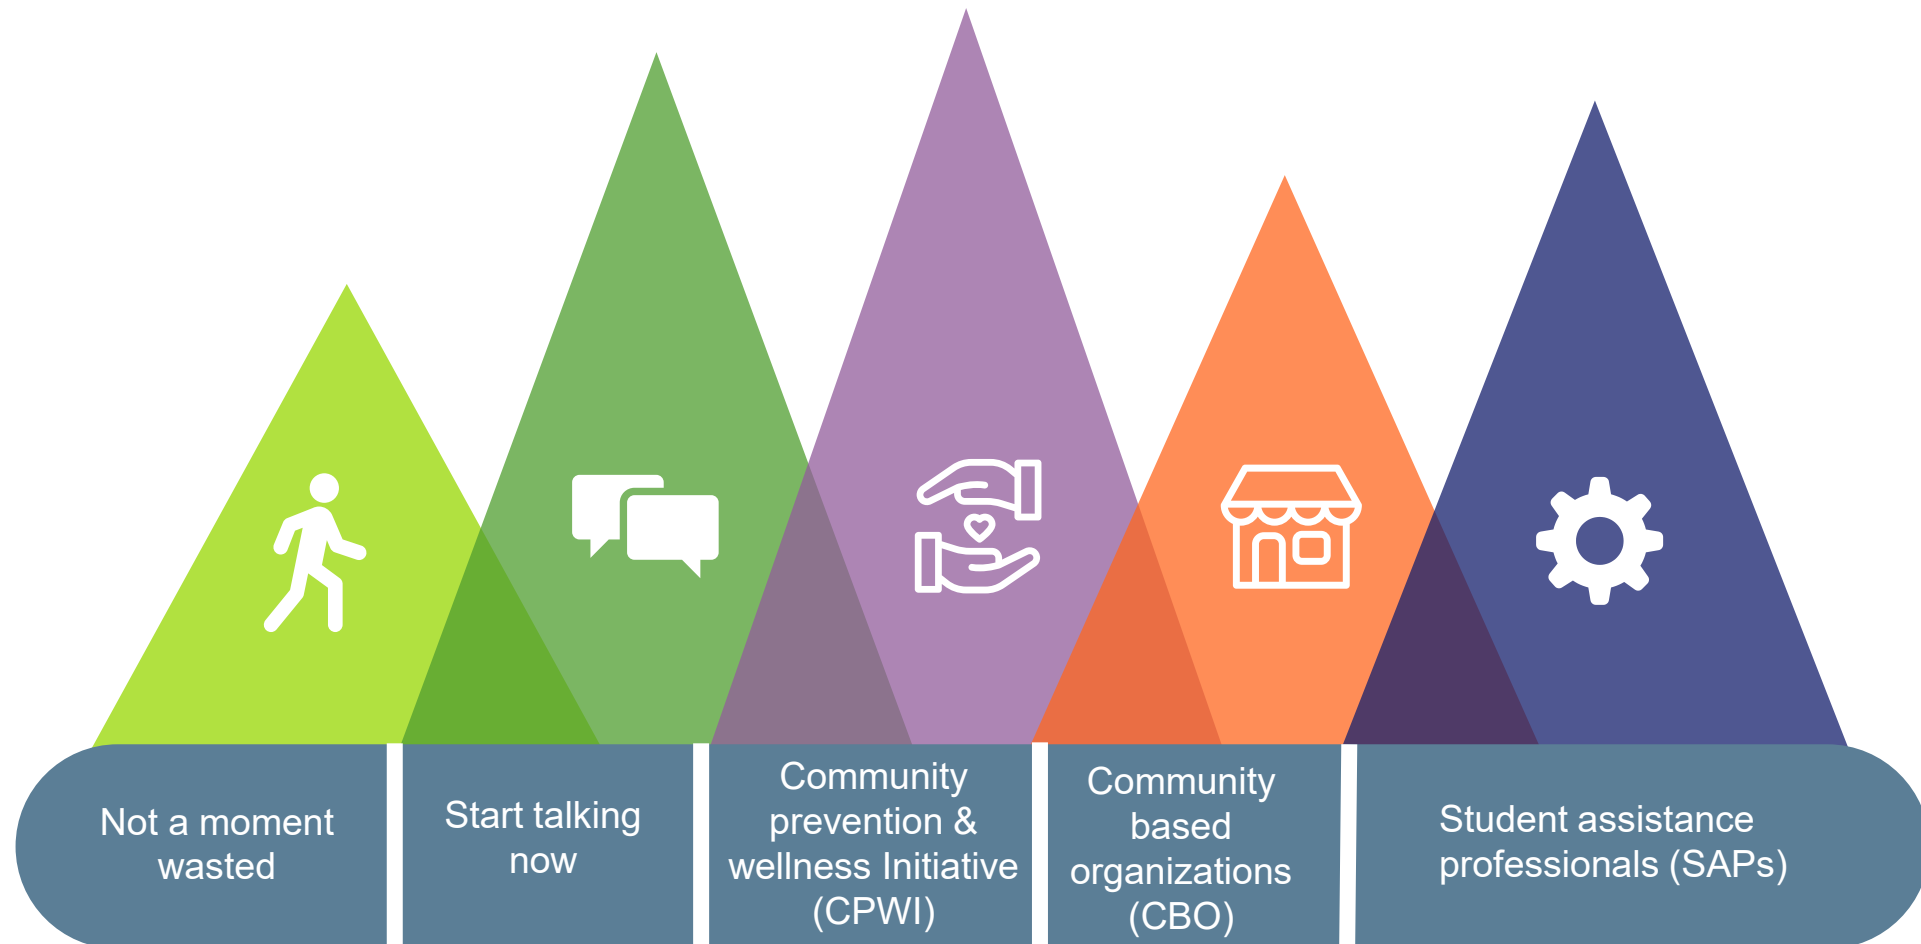 Not a moment
wasted
Start talking
now
Community
prevention &
wellness Initiative
(CPWI)
Community
based
organizations
(CBO)
Student assistance
professionals (SAPs)